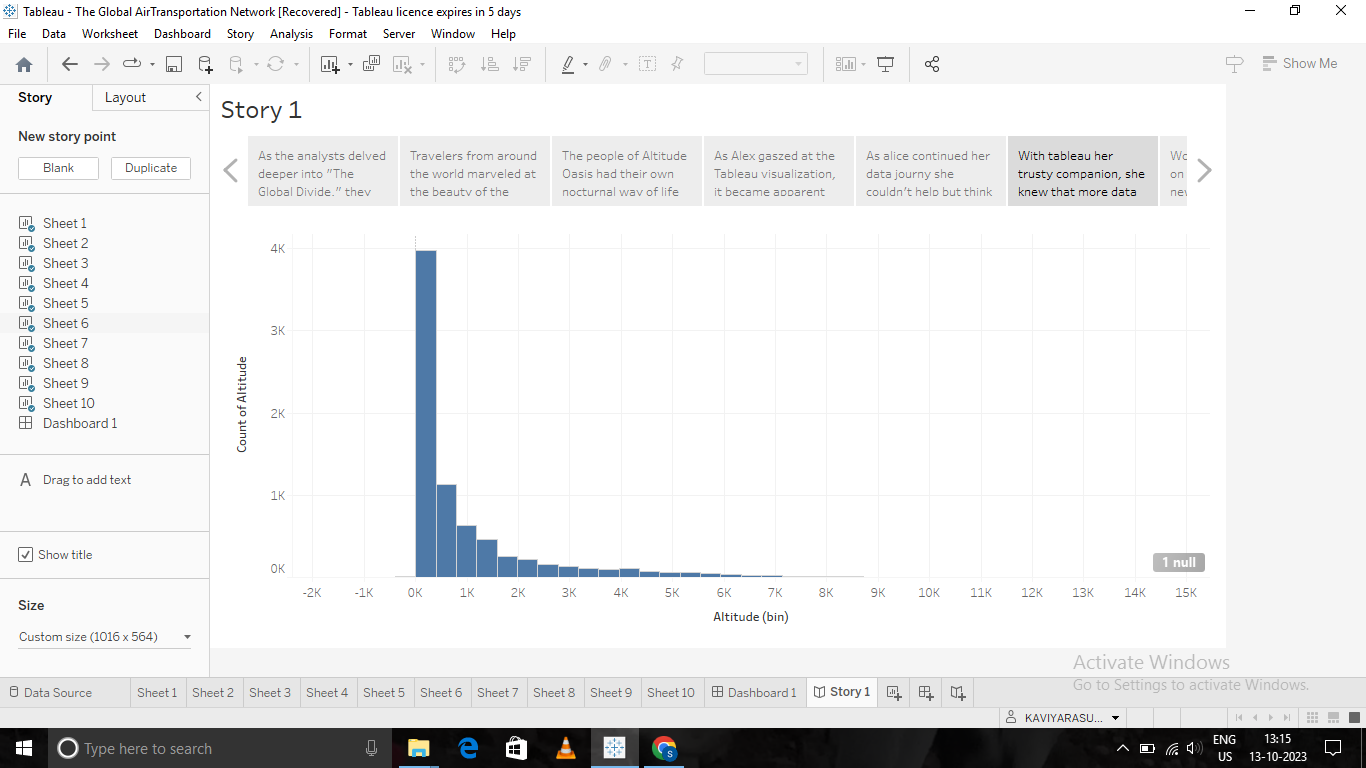 Tableau - The Global AirTransportation Network [Recovered] - Tableau licence expires in 5 days
File Data Worksheet Dashboard Story Analysis Format Server Window Help
Show Me
Story Layout
New story point
Blank Duplicate
Sheet 1
Sheet 2
Sheet 3
Sheet 4
Sheet 5
Sheet 6
Sheet 7
Sheet 8
Sheet 9
Sheet 10
Dashboard 1
A Drag to add text
Show title
Size
Custom size (1016 x 564)
Story 1
As the analysts delved
deeper into "The
Global Divide," they
Travelers from around
the world marveled at
the beauty of the
The people of Altitude
Oasis had their own
nocturnal way of life
As Alex gaszed at the
Tableau visualization,
it became apparent
As alice continued her
data journy she
couldn't help but think
With tableau her
trusty companion, she
knew that more data
on
4K
3K
2K
1K
0K
Count of Altitude
1 null
-2K -1K 0K 1K 2K 3K 4K 5K 6K 7K 8K 9K 10K 11K 12K 13K 14K 15K
Altitude (bin)
Activate Windows
Go to Settings to activate Windows.
Data Source Sheet 1 Sheet 2 Sheet 3 Sheet 4 Sheet 5 Sheet 6 Sheet 7 Sheet 8 Sheet 9 Sheet 10 Dashboard 1 Story 1
KAVIYARASU...
Type here to search
ENG
US
13:15
13-10-2023